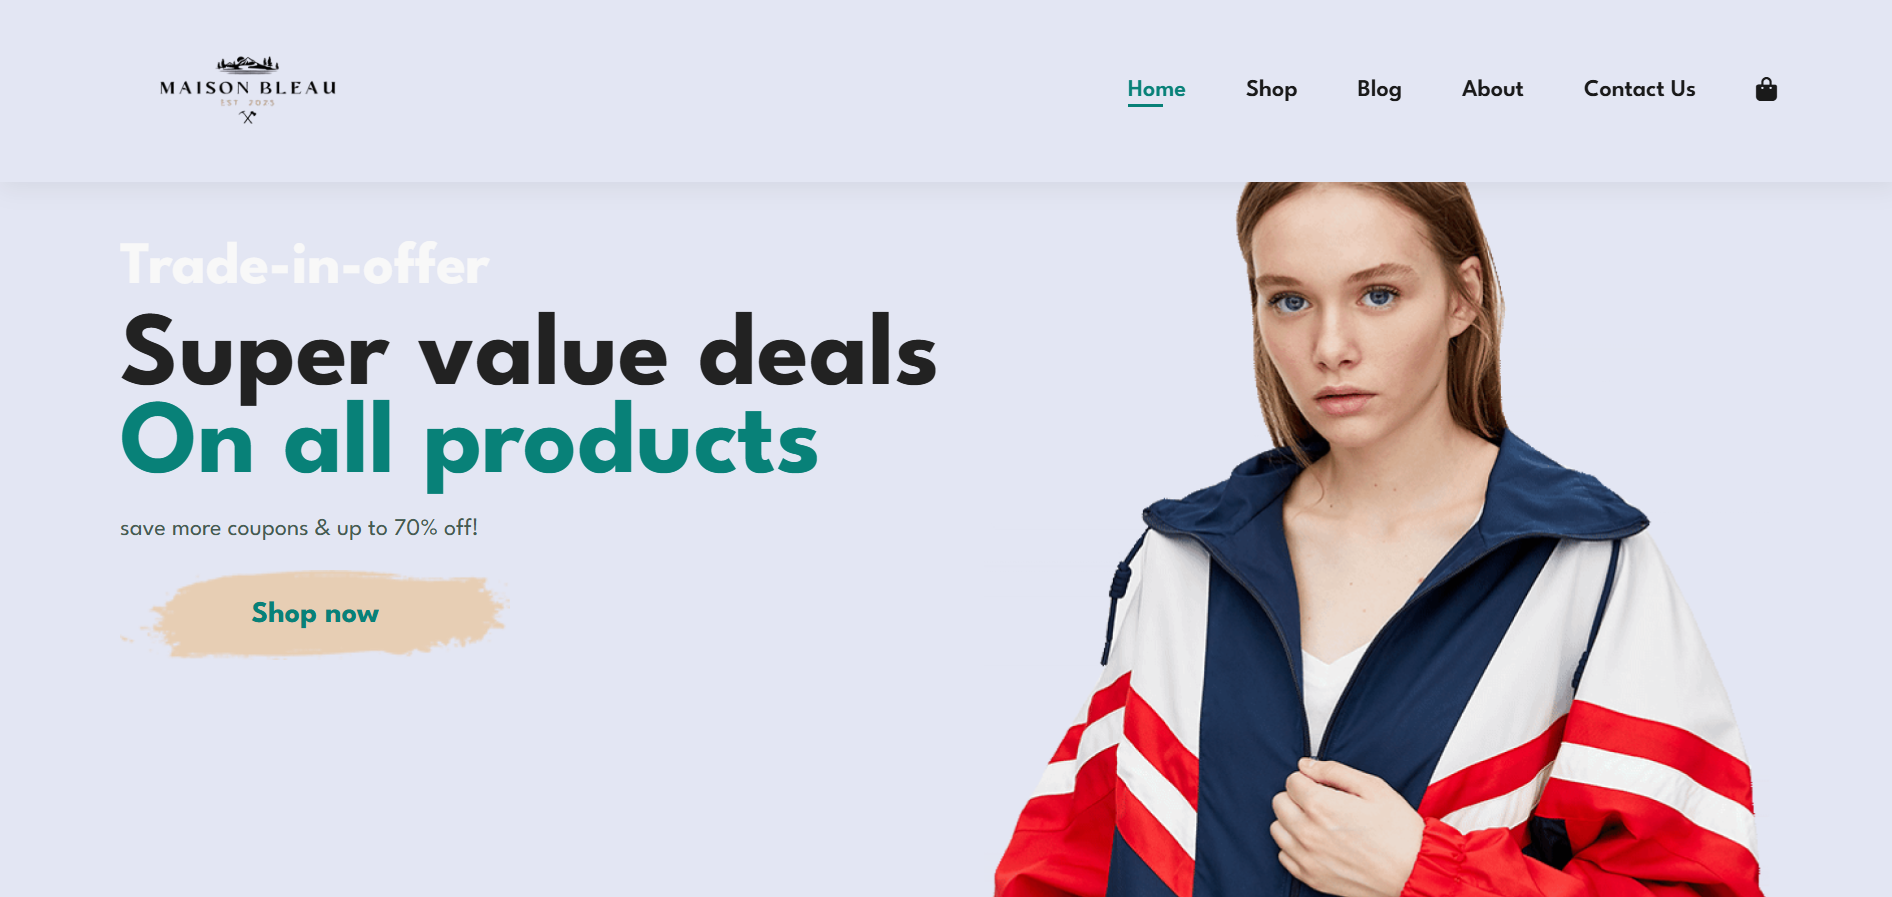 MAISON BLEAU
EST 2023
Home Shop Blog About Contact Us
Trade-in-offer
Super value deals
On all products
save more coupons & up to 70% off!
Shop now